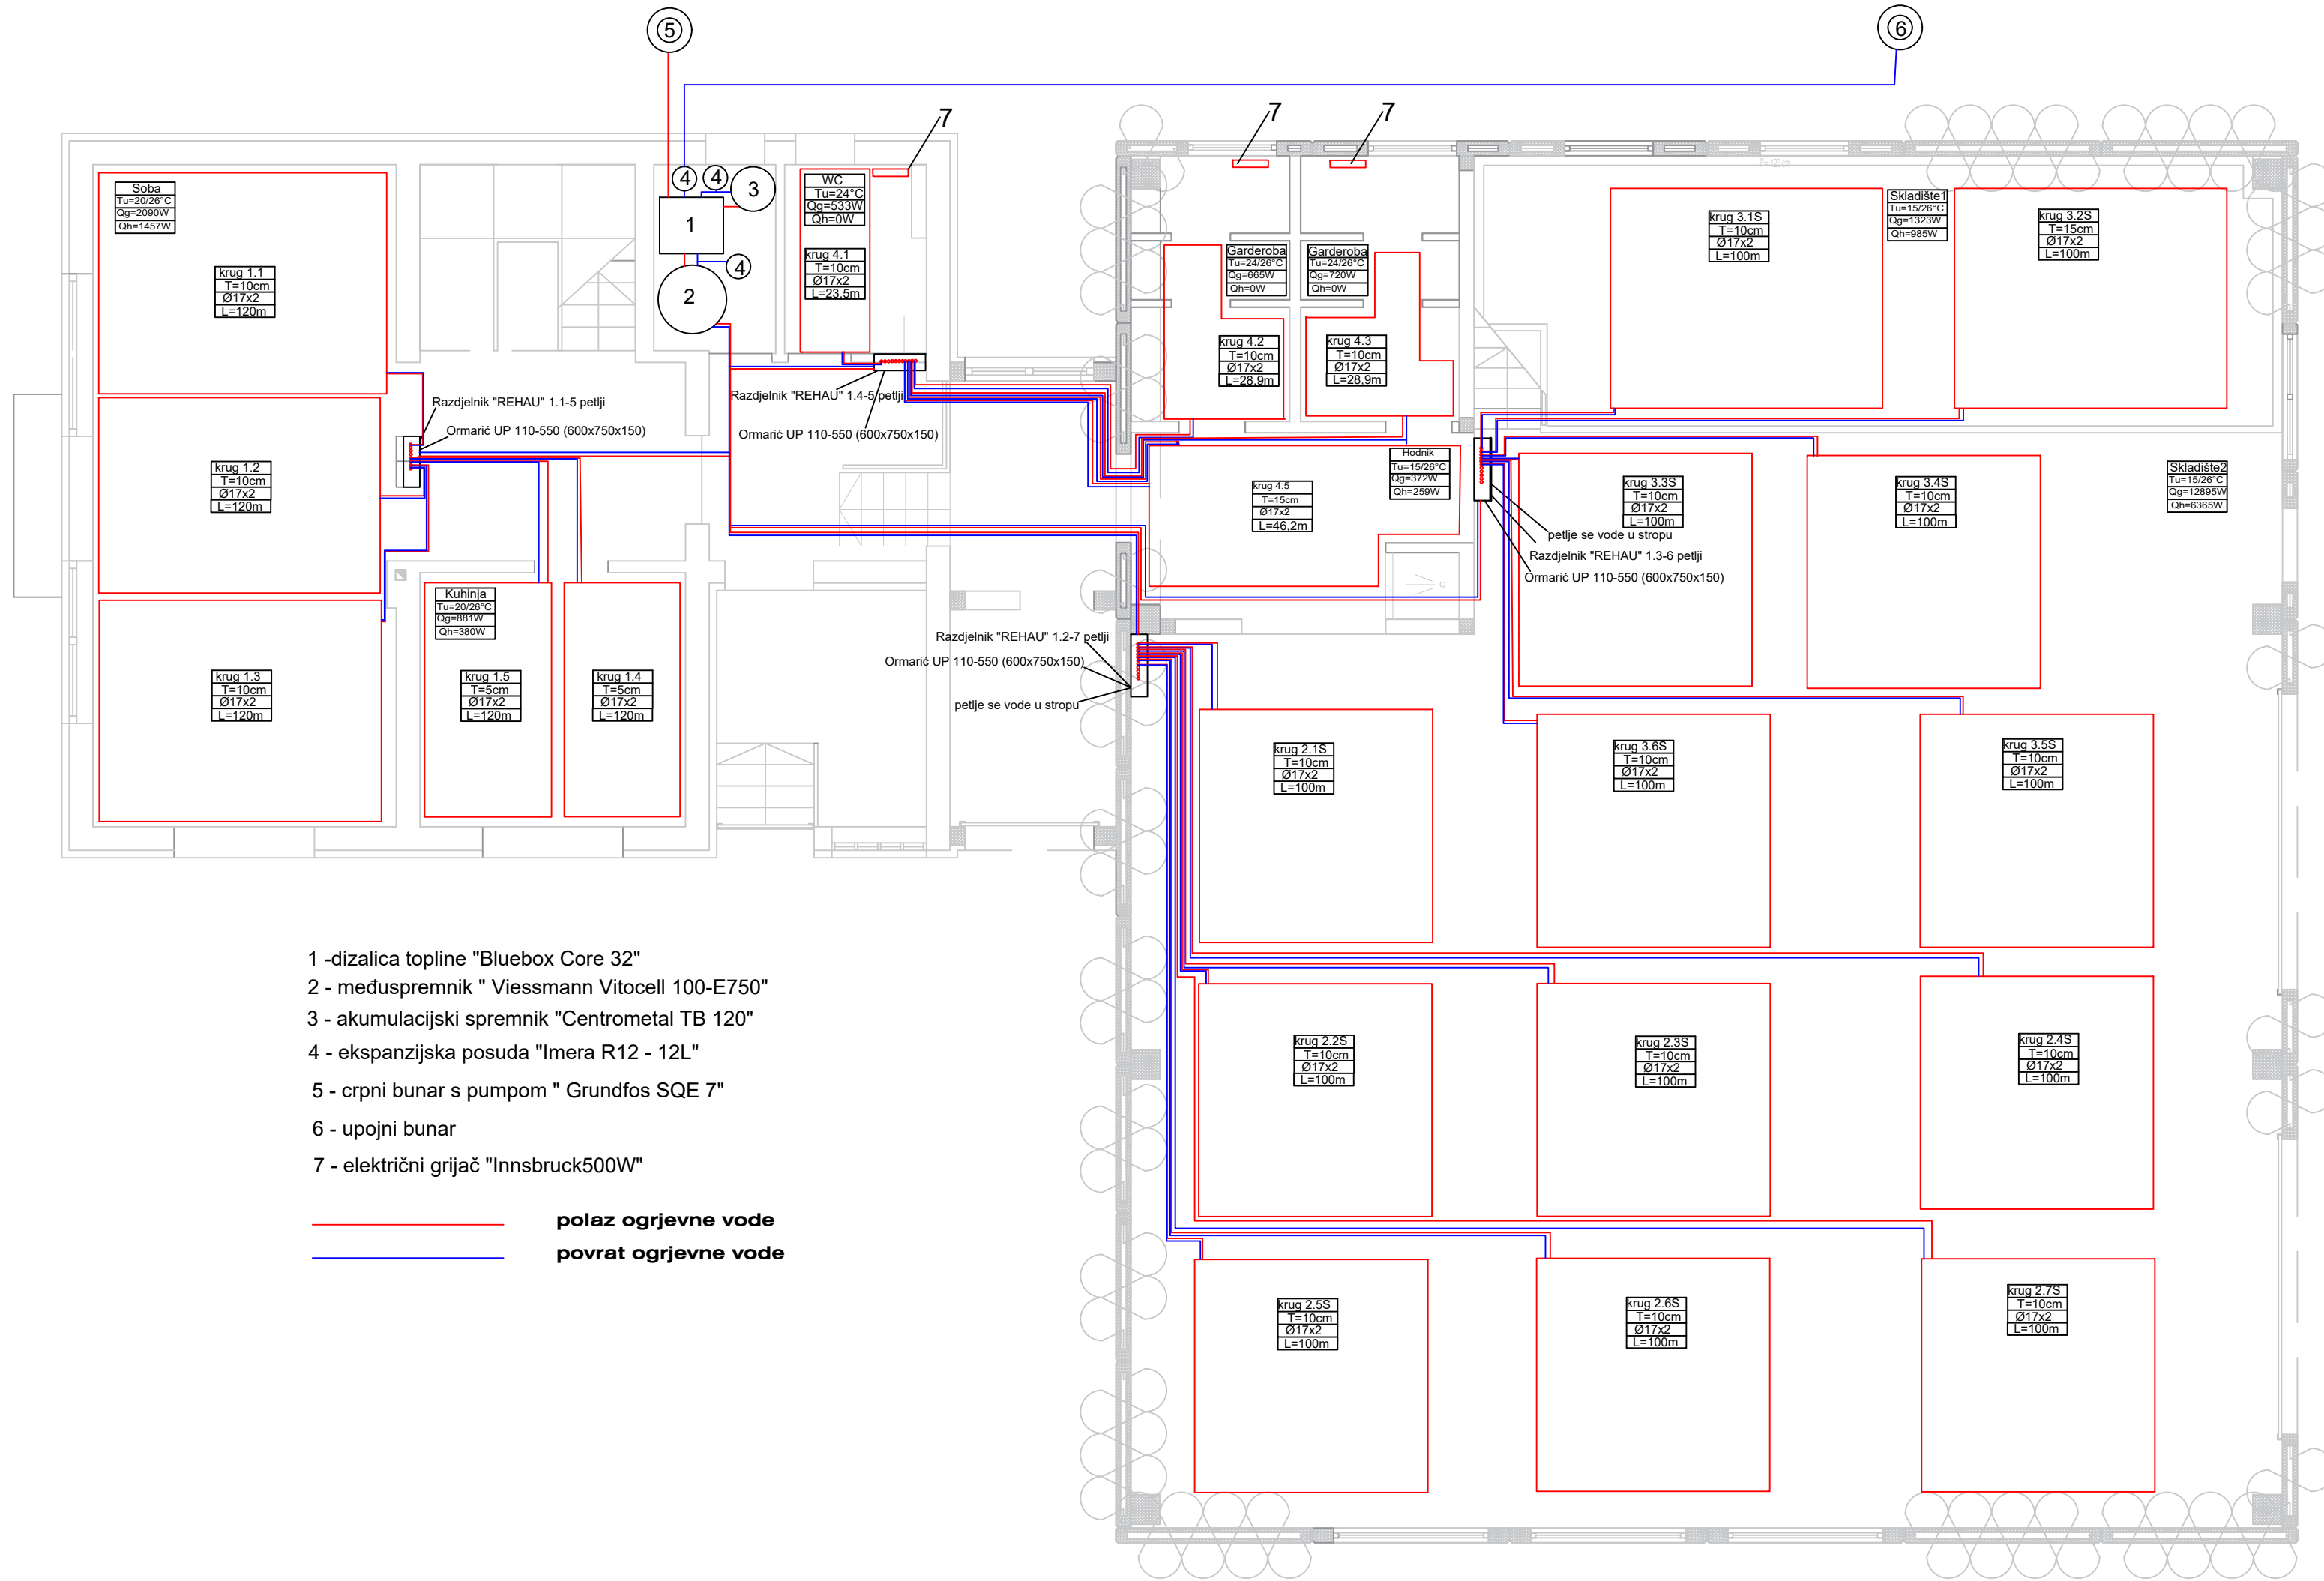 5
6
7
7
7
4
4
3
1
4
2
Soba
Tu=20/26°C
Qg=2090W
Qh=1457W
krug 1.1
T=10cm
Ø17x2
L=120m
WC
Tu=24°C
Qg=533W
Qh=0W
krug 4.1
T=10cm
Ø17x2
L=23,5m
Razdjelnik "REHAU" 1.4-5 petlji
Ormarić UP 110-550 (600x750x150)
Razdjelnik "REHAU" 1.1-5 petlji
Ormarić UP 110-550 (600x750x150)
krug 1.2
T=10cm
Ø17x2
L=120m
krug 1.3
T=10cm
Ø17x2
L=120m
Kuhinja
Tu=20/26°C
Qg=881W
Qh=380W
krug 1.5
T=5cm
Ø17x2
L=120m
krug 1.4
T=5cm
Ø17x2
L=120m
Garderoba
Tu=24/26°C
Qg=665W
Qh=0W
Garderoba
Tu=24/26°C
Qg=720W
Qh=0W
krug 4.2
T=10cm
Ø17x2
L=28,9m
krug 4.3
T=10cm
Ø17x2
L=28,9m
krug 4.5
T=15cm
Ø17x2
L=46,2m
Hodnik
Tu=15/26°C
Qg=372W
Qh=259W
krug 3.1S
T=10cm
Ø17x2
L=100m
Skladište1
Tu=15/26°C
Qg=1323W
Qh=985W
krug 3.2S
T=15cm
Ø17x2
L=100m
krug 3.3S
T=10cm
Ø17x2
L=100m
krug 3.4S
T=10cm
Ø17x2
L=100m
Skladište2
Tu=15/26°C
Qg=12895W
Qh=6365W
petlje se vode u stropu
Razdjelnik "REHAU" 1.3-6 petlji
Ormarić UP 110-550 (600x750x150)
Razdjelnik "REHAU" 1.2-7 petlji
Ormarić UP 110-550 (600x750x150)
petlje se vode u stropu
krug 2.1S
T=10cm
Ø17x2
L=100m
krug 3.6S
T=10cm
Ø17x2
L=100m
krug 3.5S
T=10cm
Ø17x2
L=100m
krug 2.2S
T=10cm
Ø17x2
L=100m
krug 2.3S
T=10cm
Ø17x2
L=100m
krug 2.4S
T=10cm
Ø17x2
L=100m
krug 2.5S
T=10cm
Ø17x2
L=100m
krug 2.6S
T=10cm
Ø17x2
L=100m
krug 2.7S
T=10cm
Ø17x2
L=100m
1 -dizalica topline "Bluebox Core 32"
2 - međuspremnik " Viessmann Vitocell 100-E750"
3 - akumulacijski spremnik "Centrometal TB 120"
4 - ekspanzijska posuda "Imera R12 - 12L"
5 - crpni bunar s pumpom " Grundfos SQE 7"
6 - upojni bunar
7 - električni grijač "Innsbruck500W"
polaz ogrjevne vode
povrat ogrjevne vode